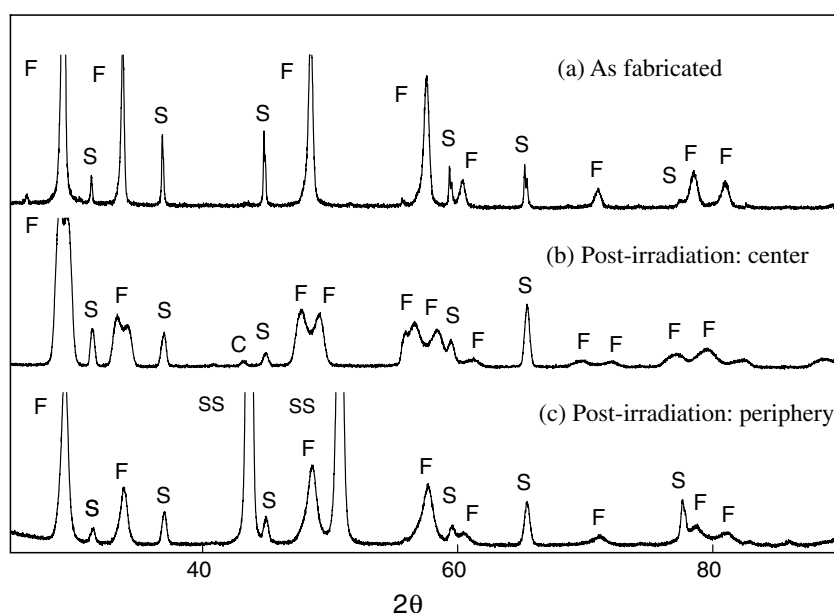 (a) As fabricated
F F F F
S S S S F S F S F F
(b) Post-irradiation: center
F F S S C S F F F F S F S F F F F
(c) Post-irradiation: periphery
F SS SS
S F S S F F S F S F S F F
40 60 80
2θ